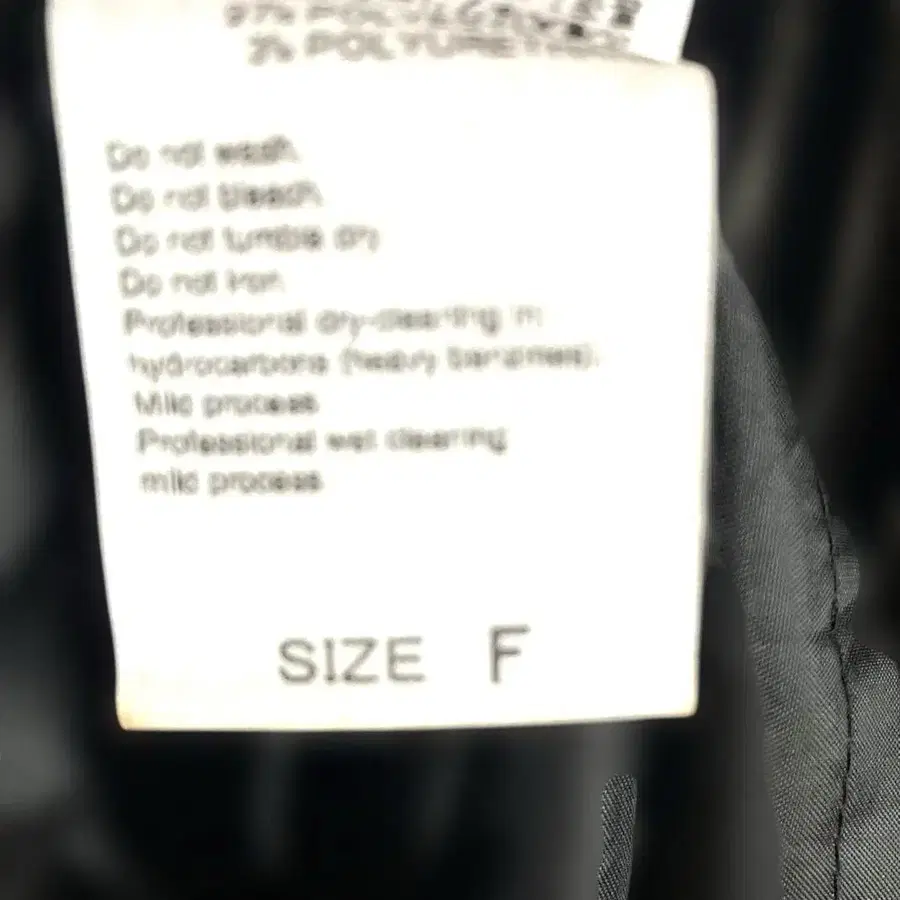 Do not wash.
Do not bleach.
Do not tumble dry
Do not iron
Professional dry-cleaning in
hydrocarbons (heavy benzines).
Mild process
Professional wet cleaning
mild process
SIZE F